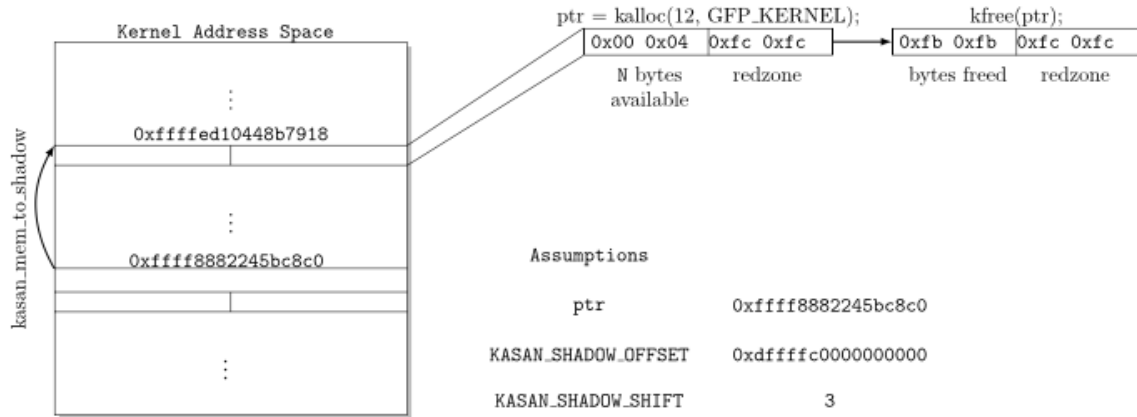 ptr = kalloc(12, GFP_KERNEL);
kfree(ptr);
Kernel Address Space
0x00 0x04 0xfc 0xfc
0xfb 0xfb 0xfc 0xfc
N bytes
available
redzone
bytes freed
redzone
0xffffed10448b7918
kasan_mem_to_shadow
0xffff8882245bc8c0
Assumptions
ptr 0xffff8882245bc8c0
KASAN_SHADOW_OFFSET 0xdffffc0000000000
KASAN_SHADOW_SHIFT 3